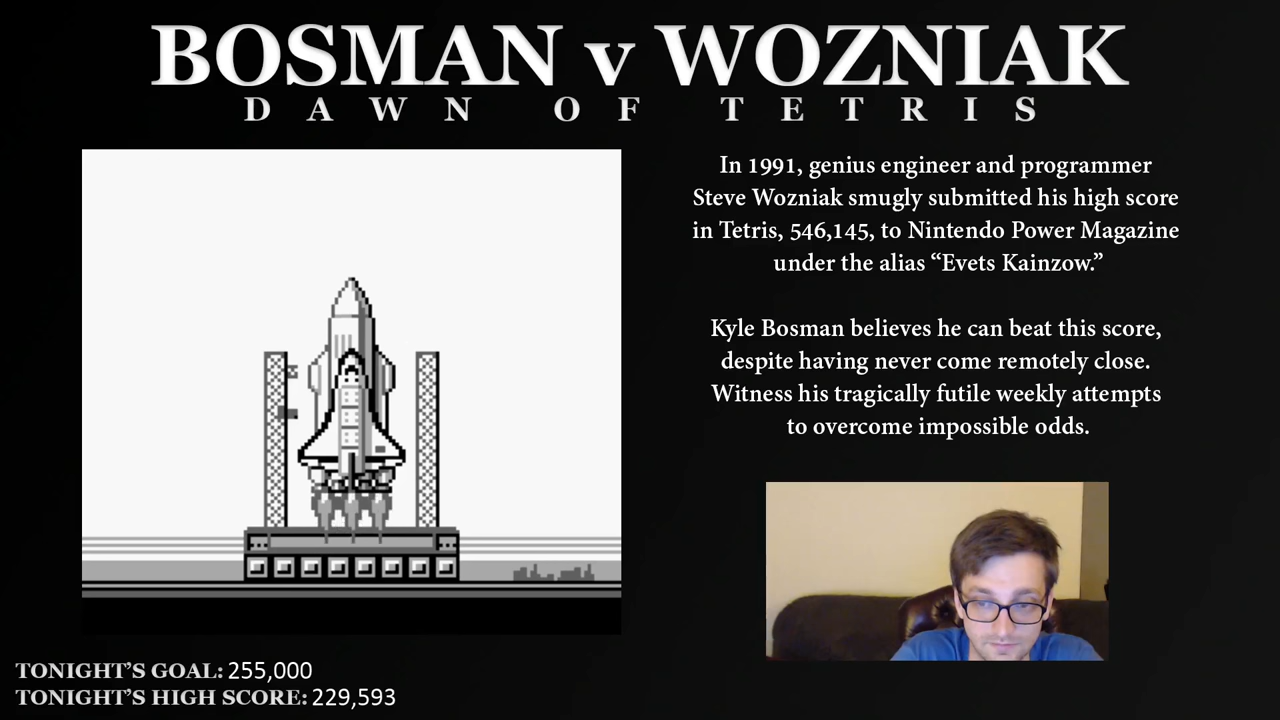 BOSMAN v WOZNIAK
DAWN OF TETRIS
In 1991, genius engineer and programmer
Steve Wozniak smugly submitted his high score
in Tetris, 546,145, to Nintendo Power Magazine
under the alias “Evets Kainzow.”
Kyle Bosman believes he can beat this score,
despite having never come remotely close.
Witness his tragically futile weekly attempts
to overcome impossible odds.
TONIGHT’S GOAL: 255,000
TONIGHT’S HIGH SCORE: 229,593